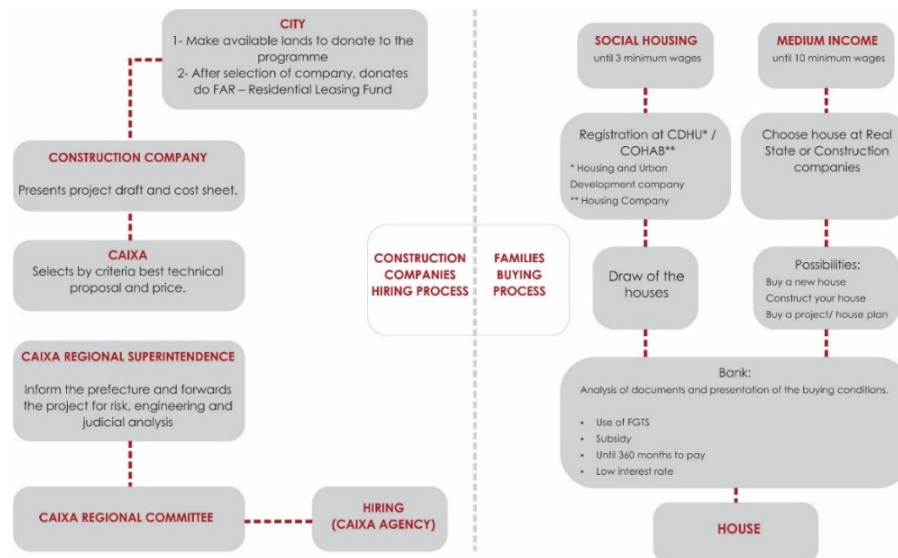 CITY
1- Make available lands to donate to the
programme
2- After selection of company, donates
do FAR – Residential Leasing Fund
CONSTRUCTION COMPANY
Presents project draft and cost sheet.
CAIXA
Selects by criteria best technical
proposal and price.
CAIXA REGIONAL SUPERINTENDENCE
Inform the prefecture and forwards
the project for risk, engineering and
judicial analysis
CAIXA REGIONAL COMMITTEE
HIRING
(CAIXA AGENCY)
CONSTRUCTION
COMPANIES
HIRING PROCESS
FAMILIES
BUYING
PROCESS
SOCIAL HOUSING
until 3 minimum wages
Registration at CDHU* /
COHAB**
* Housing and Urban
Development company
** Housing Company
Draw of the
houses
MEDIUM INCOME
until 10 minimum wages
Choose house at Real
State or Construction
companies
Possibilities:
Buy a new house
Construct your house
Buy a project/ house plan
Bank:
Analysis of documents and presentation of the buying conditions.
• Use of FGTS
• Subsidy
• Until 360 months to pay
• Low interest rate
HOUSE